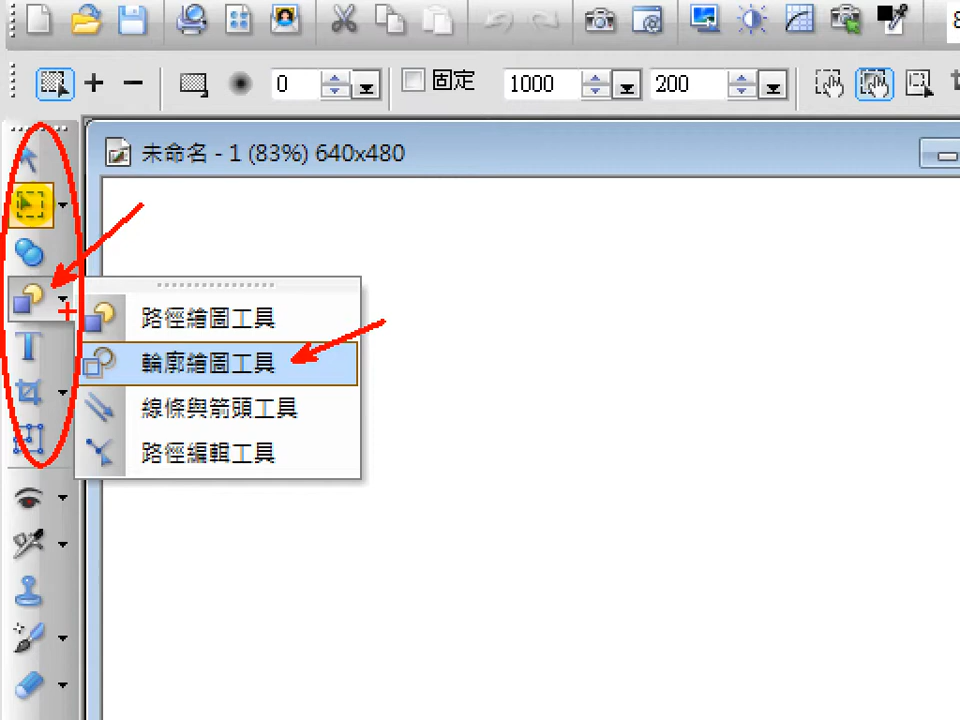 0
固定
1000
200
未命名 - 1 (83%) 640x480
路徑繪圖工具
輪廓繪圖工具
線條與箭頭工具
路徑編輯工具
T